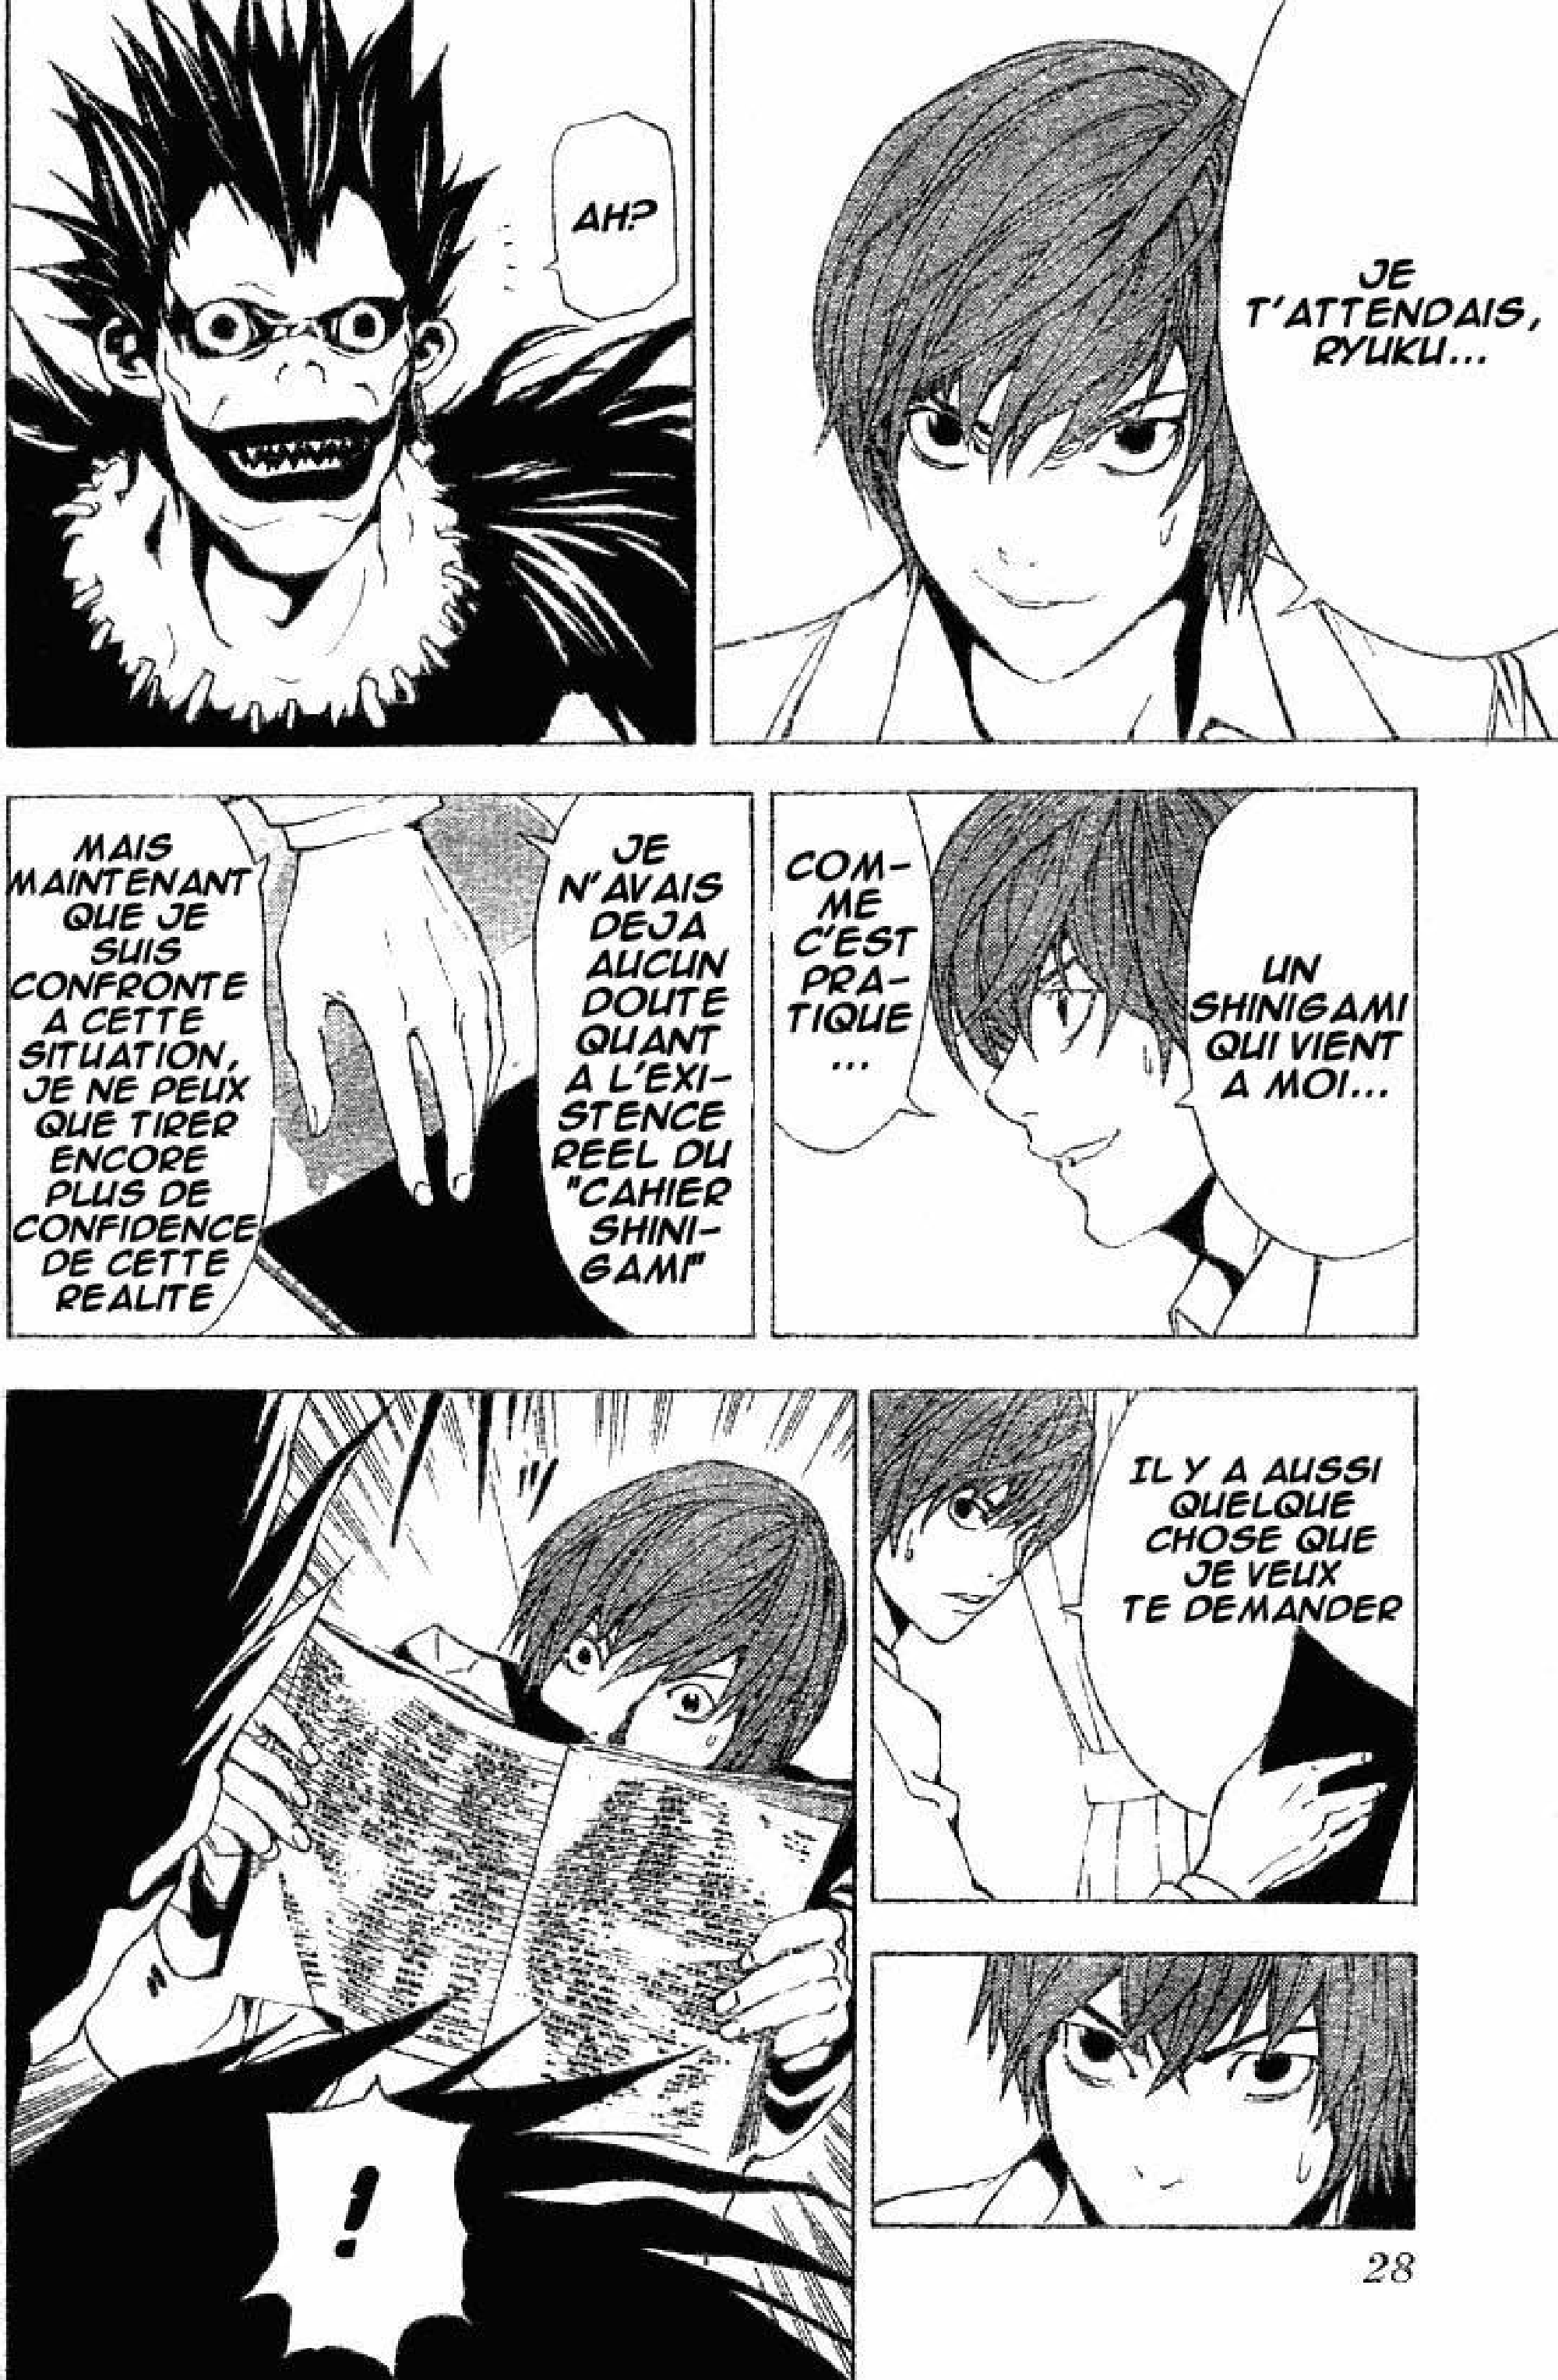 JE
T'ATTENDAIS,
RYUKU...
AH?
UN
SHINIGAMI
QUI VIENT
A MOI...
COM-
ME
C'EST
PRA-
TIQUE
...
JE
N'AVAIS
DEJA
AUCUN
DOUTE
QUANT
A L'EXI-
STENCE
REEL DU
"CAHIER
SHINI-
GAMI"
MAIS
MAINTENANT
QUE JE
SUIS
CONFRONTE
A CETTE
SITUATION,
JE NE PEUX
QUE TIRER
ENCORE
PLUS DE
CONFIDENCE
DE CETTE
REALITE
IL Y A AUSSI
QUELQUE
CHOSE QUE
JE VEUX
TE DEMANDER
!
28